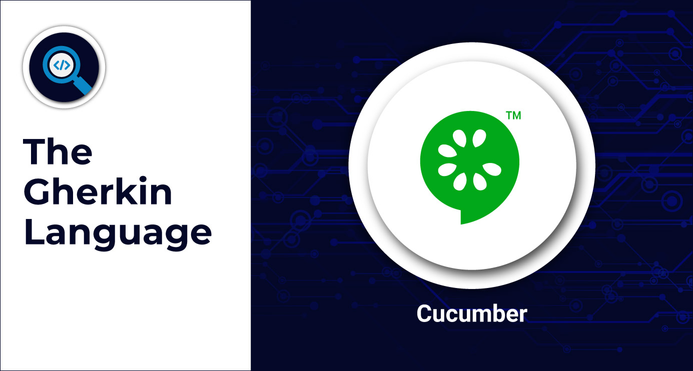 </>
The
Gherkin
Language
TM
Cucumber